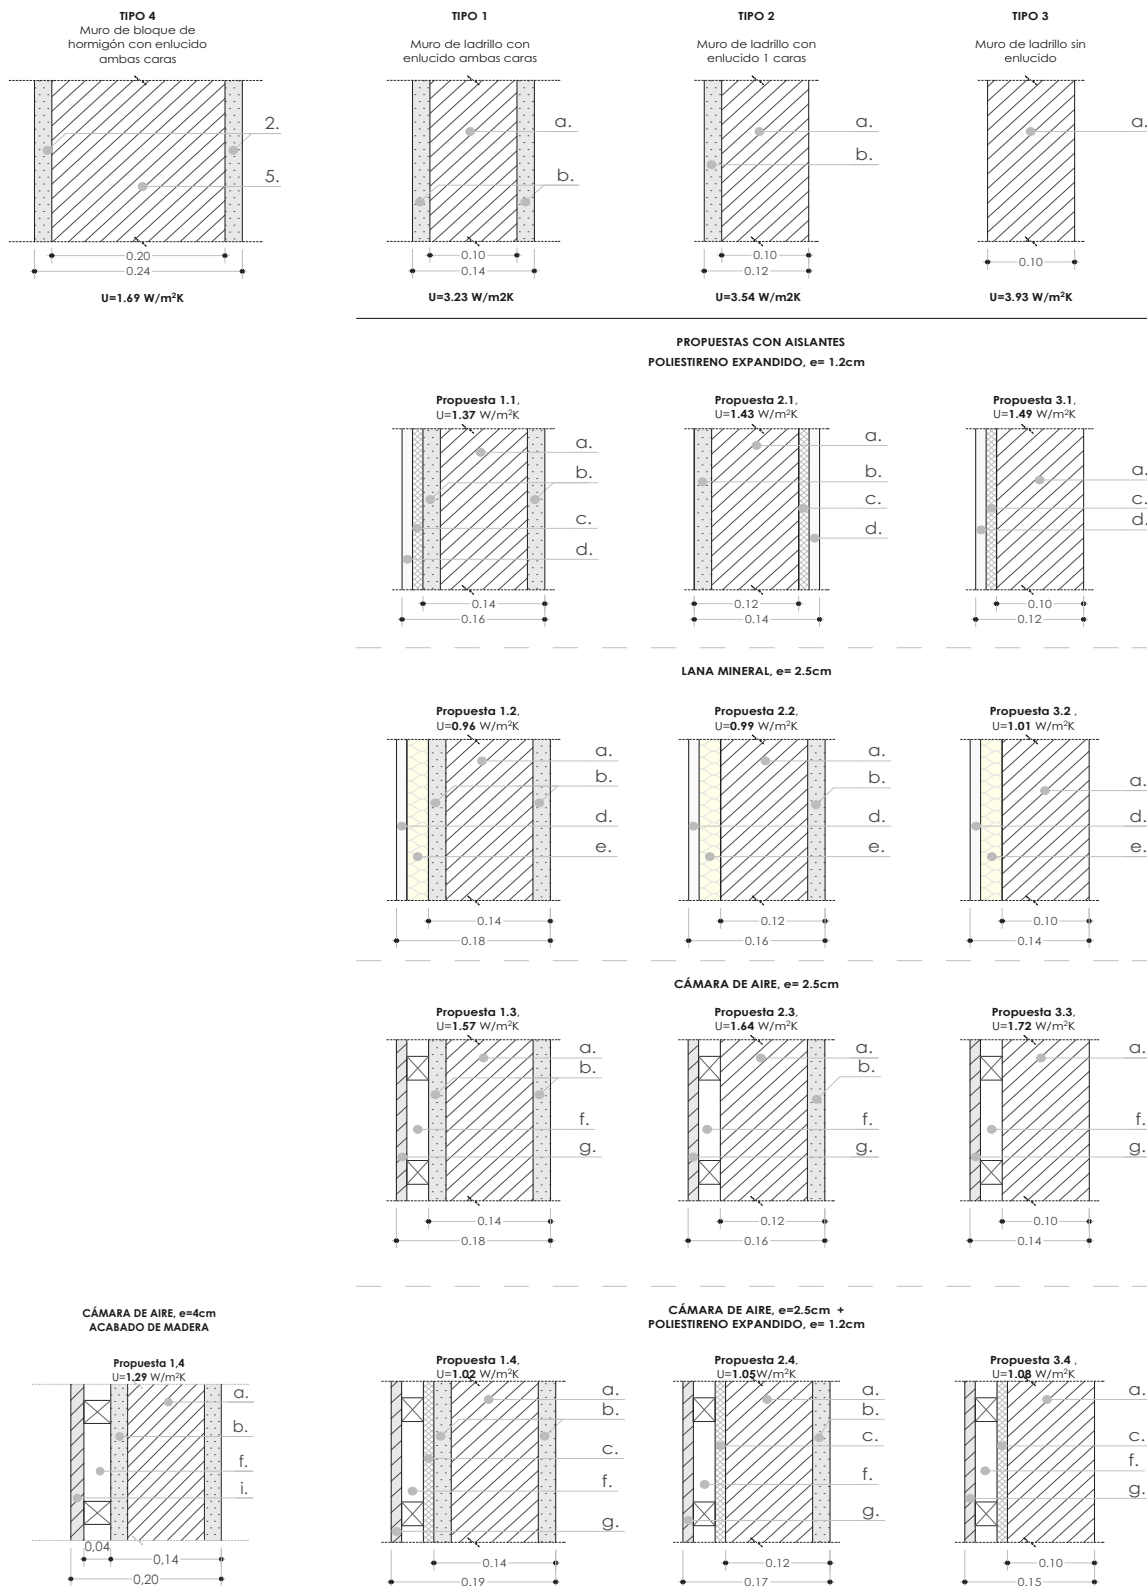 TIPO 4
Muro de bloque de
hormigón con enlucido
ambas caras
2.
5.
0.20
0.24
U=1.69 W/m²K
TIPO 1
Muro de ladrillo con
enlucido ambas caras
a.
b.
0.10
0.14
U=3.23 W/m2K
TIPO 2
Muro de ladrillo con
enlucido 1 caras
a.
b.
0.10
0.12
U=3.54 W/m2K
TIPO 3
Muro de ladrillo sin
enlucido
a.
0.10
U=3.93 W/m²K
PROPUESTAS CON AISLANTES
POLIESTIRENO EXPANDIDO, e= 1.2cm
Propuesta 1.1,
U=1.37 W/m²K
a.
b.
c.
d.
0.14
0.16
Propuesta 2.1,
U=1.43 W/m²K
a.
b.
c.
d.
0.12
0.14
Propuesta 3.1,
U=1.49 W/m²K
a.
c.
d.
0.10
0.12
LANA MINERAL, e= 2.5cm
Propuesta 1.2,
U=0.96 W/m²K
a.
b.
d.
e.
0.14
0.18
Propuesta 2.2,
U=0.99 W/m²K
a.
b.
d.
e.
0.12
0.16
Propuesta 3.2 ,
U=1.01 W/m²K
a.
d.
e.
0.10
0.14
CÁMARA DE AIRE, e= 2.5cm
Propuesta 1.3,
U=1.57 W/m²K
a.
b.
f.
g.
0.14
0.18
Propuesta 2.3,
U=1.64 W/m²K
a.
b.
f.
g.
0.12
0.16
Propuesta 3.3,
U=1.72 W/m²K
a.
f.
g.
0.10
0.14
CÁMARA DE AIRE, e=4cm
ACABADO DE MADERA
Propuesta 1,4
U=1.29 W/m²K
a.
b.
f.
i.
0,04
0,14
0,20
CÁMARA DE AIRE, e=2.5cm +
POLIESTIRENO EXPANDIDO, e= 1.2cm
Propuesta 1.4,
U=1.02 W/m²K
a.
b.
c.
f.
g.
0.14
0.19
Propuesta 2.4,
U=1.05W/m²K
a.
b.
c.
f.
g.
0.12
0.17
Propuesta 3.4 ,
U=1.08 W/m²K
a.
c.
f.
g.
0.10
0.15